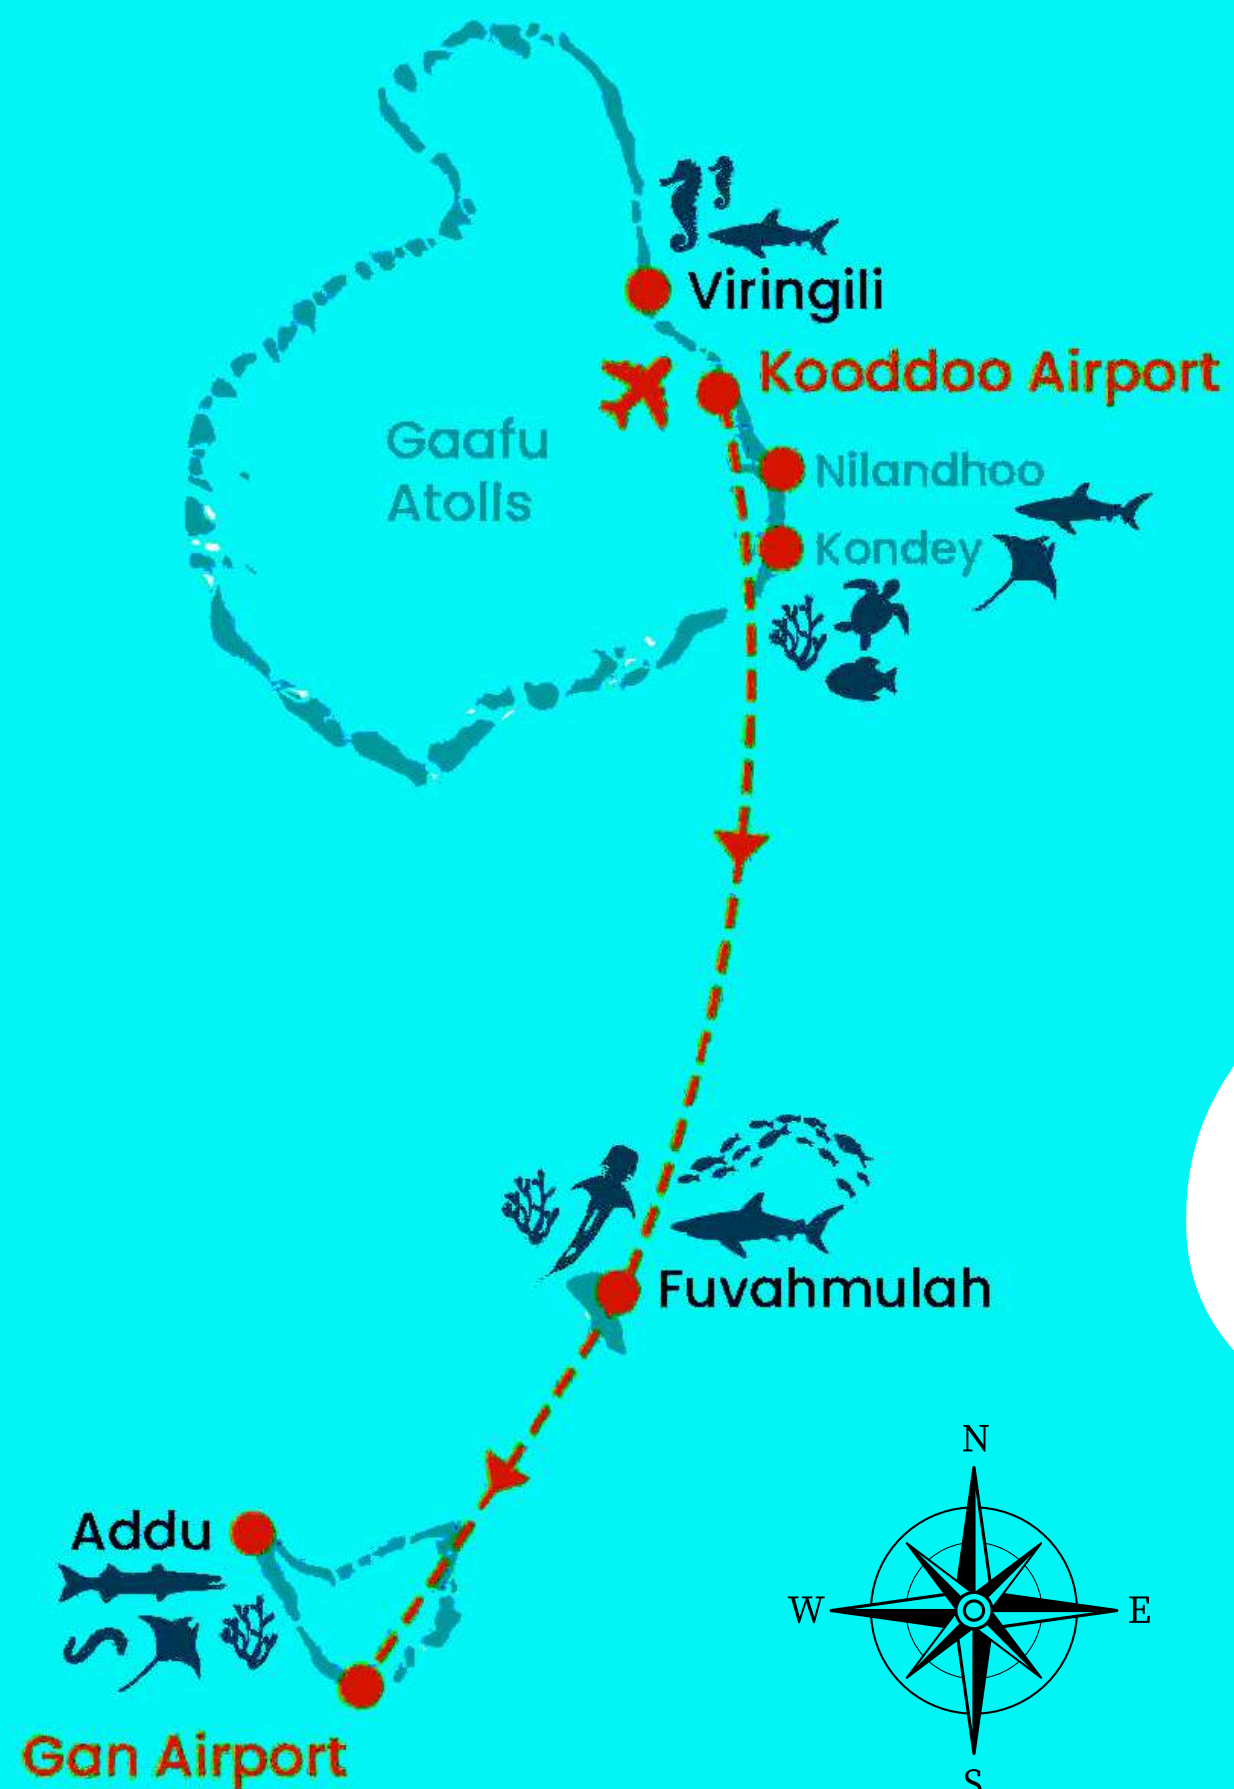 Viringili
Kooddoo Airport
Gaafu
Atolls
Nilandhoo
Kondey
Fuvahmulah
N
Addu
W
E
Gan Airport
S